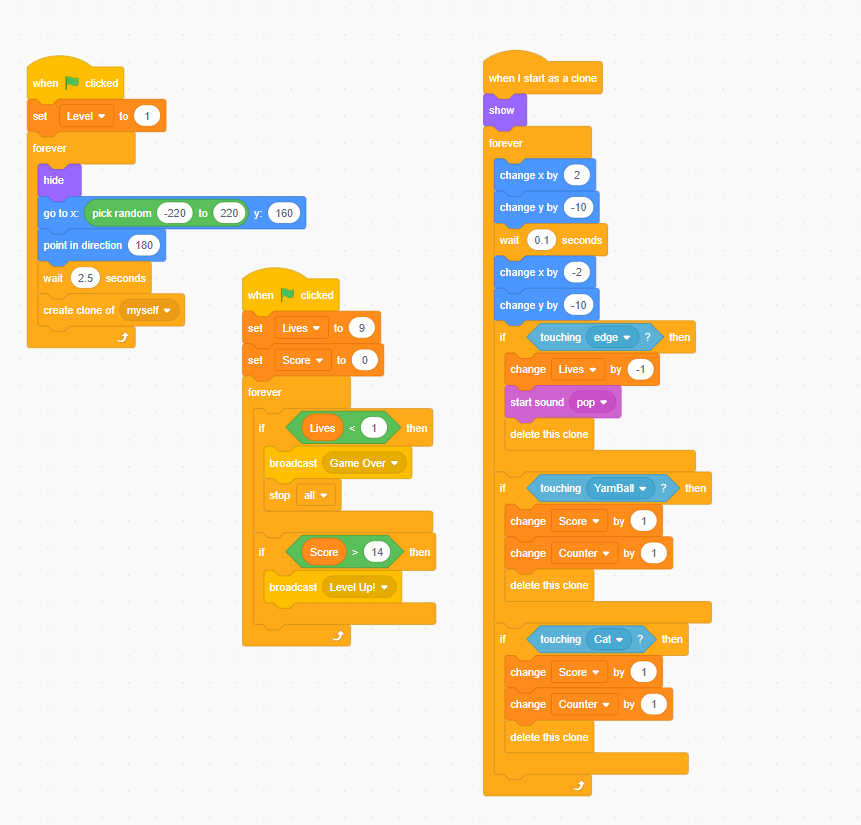 when clicked
set Level to 1
forever
hide
go to x: pick random -220 to 220 y: 160
point in direction 180
wait 2.5 seconds
create clone of myself
when clicked
set Lives to 9
set Score to 0
forever
if Lives < 1 then
broadcast Game Over
stop all
if Score > 14 then
broadcast Level Up!
when I start as a clone
show
forever
change x by 2
change y by -10
wait 0.1 seconds
change x by -2
change y by -10
if touching edge ? then
change Lives by -1
start sound pop
delete this clone
if touching YarnBall ? then
change Score by 1
change Counter by 1
delete this clone
if touching Cat ? then
change Score by 1
change Counter by 1
delete this clone